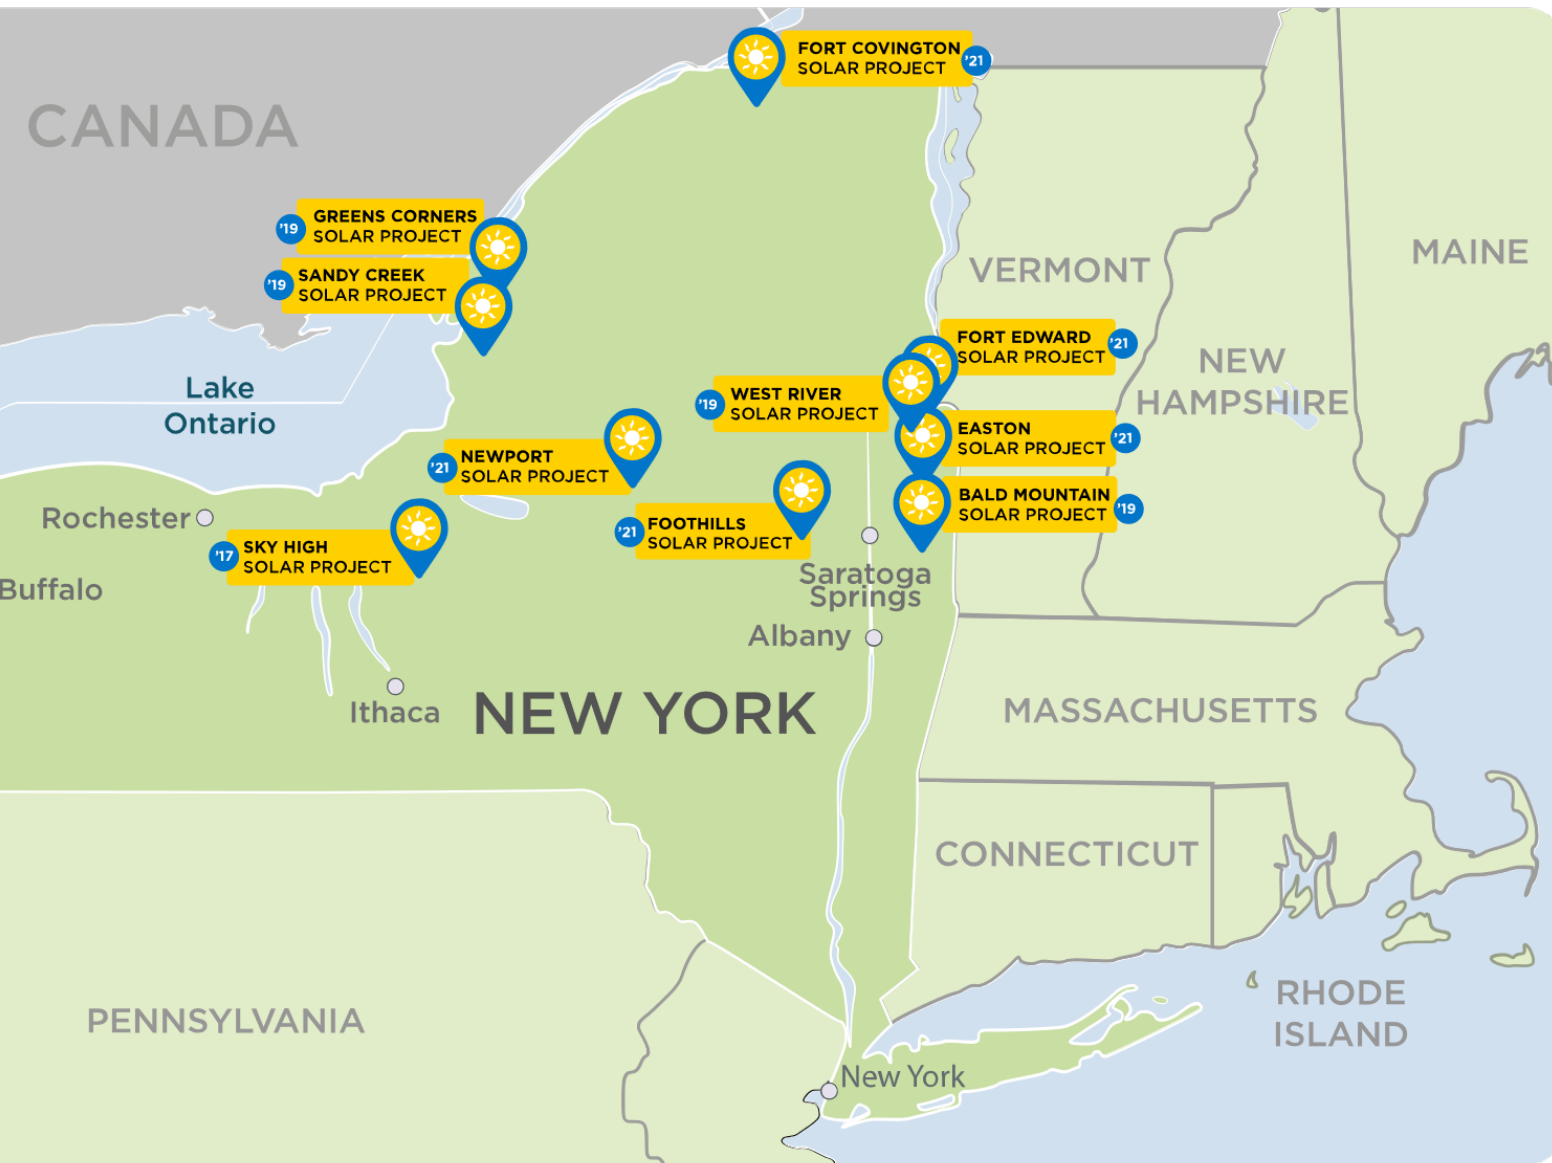 FORT COVINGTON
SOLAR PROJECT
'21
CANADA
'19
GREENS CORNERS
SOLAR PROJECT
'19
SANDY CREEK
SOLAR PROJECT
VERMONT
MAINE
NEW
HAMPSHIRE
Lake
Ontario
FORT EDWARD
SOLAR PROJECT
'21
'19
WEST RIVER
SOLAR PROJECT
EASTON
SOLAR PROJECT
'21
'21
NEWPORT
SOLAR PROJECT
BALD MOUNTAIN
SOLAR PROJECT
'19
'21
FOOTHILLS
SOLAR PROJECT
Rochester
'17
SKY HIGH
SOLAR PROJECT
Buffalo
Saratoga
Springs
Albany
Ithaca
NEW YORK
MASSACHUSETTS
CONNECTICUT
PENNSYLVANIA
RHODE
ISLAND
New York